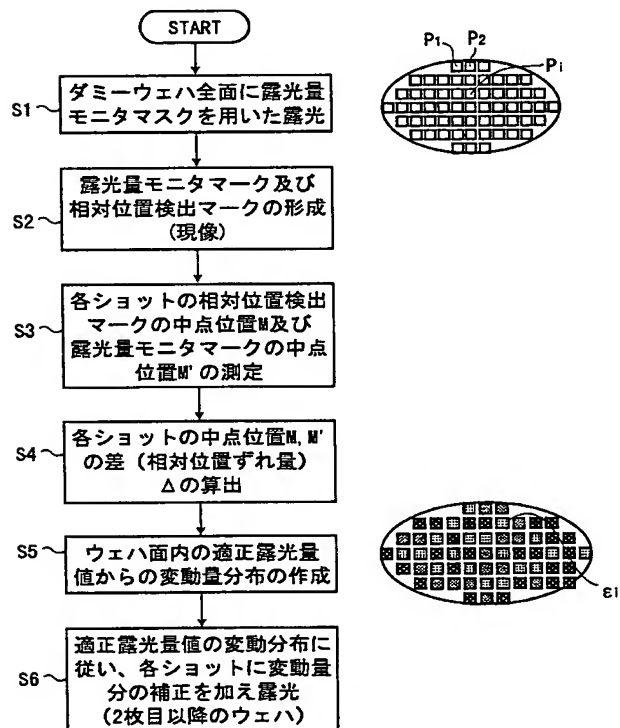 START
P1 P2
Pi
S1
ダミーウェハ全面に露光量
モニタマスクを用いた露光
S2
露光量モニタマーク及び
相対位置検出マークの形成
(現像)
S3
各ショットの相対位置検出
マークの中点位置M及び
露光量モニタマークの中点
位置M'の測定
S4
各ショットの中点位置M,M'
の差(相対位置ずれ量)
Δの算出
S5
ウェハ面内の適正露光量
値からの変動量分布の作成
εi
S6
適正露光量値の変動分布に
従い、各ショットに変動量
分の補正を加え露光
(2枚目以降のウェハ)